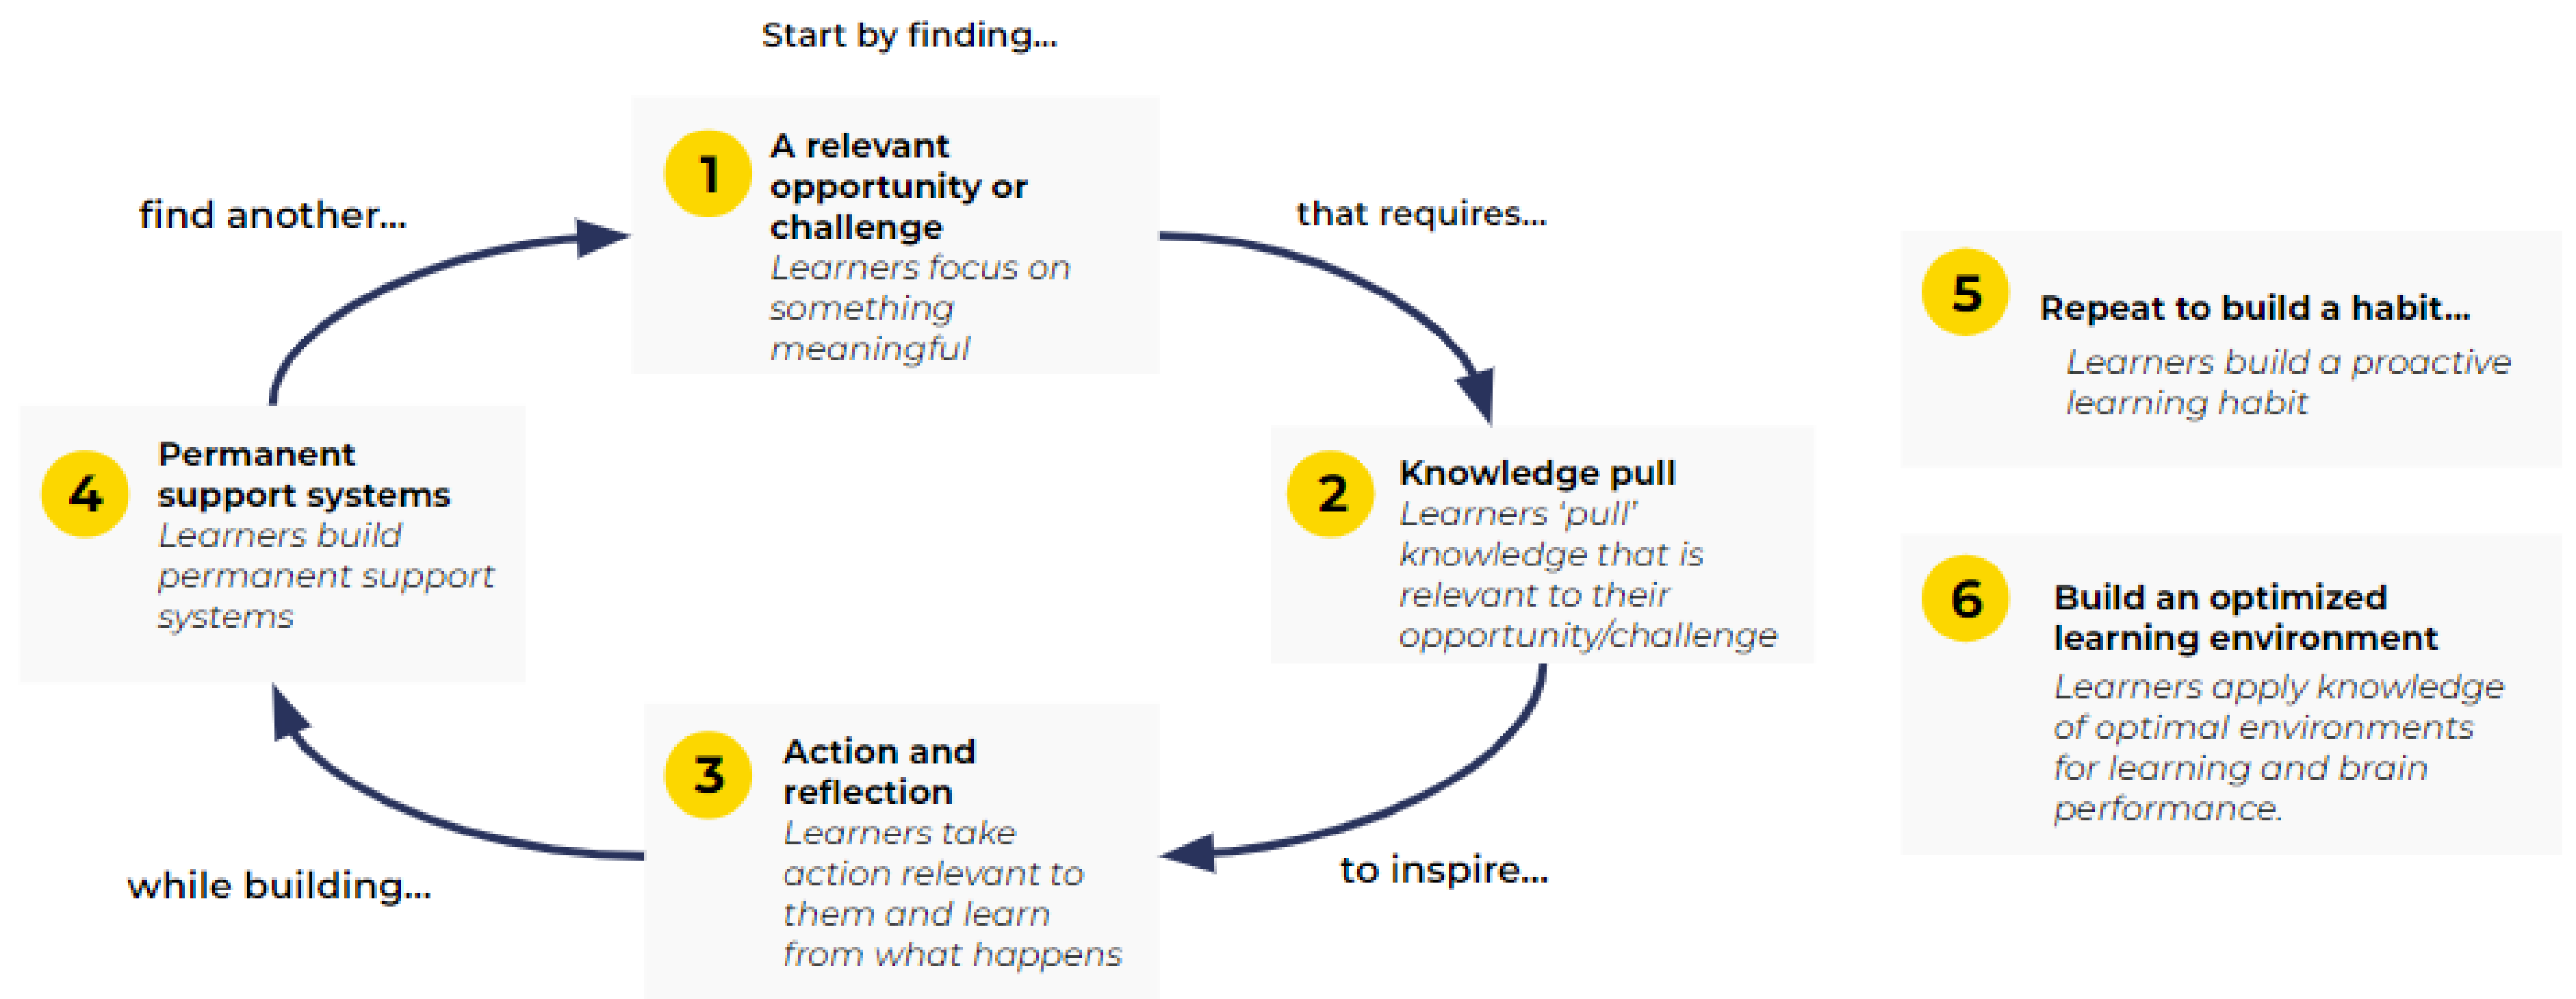 Start by finding...
1
A relevant
opportunity or
challenge
Learners focus on
something
meaningful
that requires...
2
Knowledge pull
Learners ‘pull’
knowledge that is
relevant to their
opportunity/challenge
to inspire...
3
Action and
reflection
Learners take
action relevant to
them and learn
from what happens
while building...
4
Permanent
support systems
Learners build
permanent support
systems
find another...
5
Repeat to build a habit...
Learners build a proactive
learning habit
6
Build an optimized
learning environment
Learners apply knowledge
of optimal environments
for learning and brain
performance.